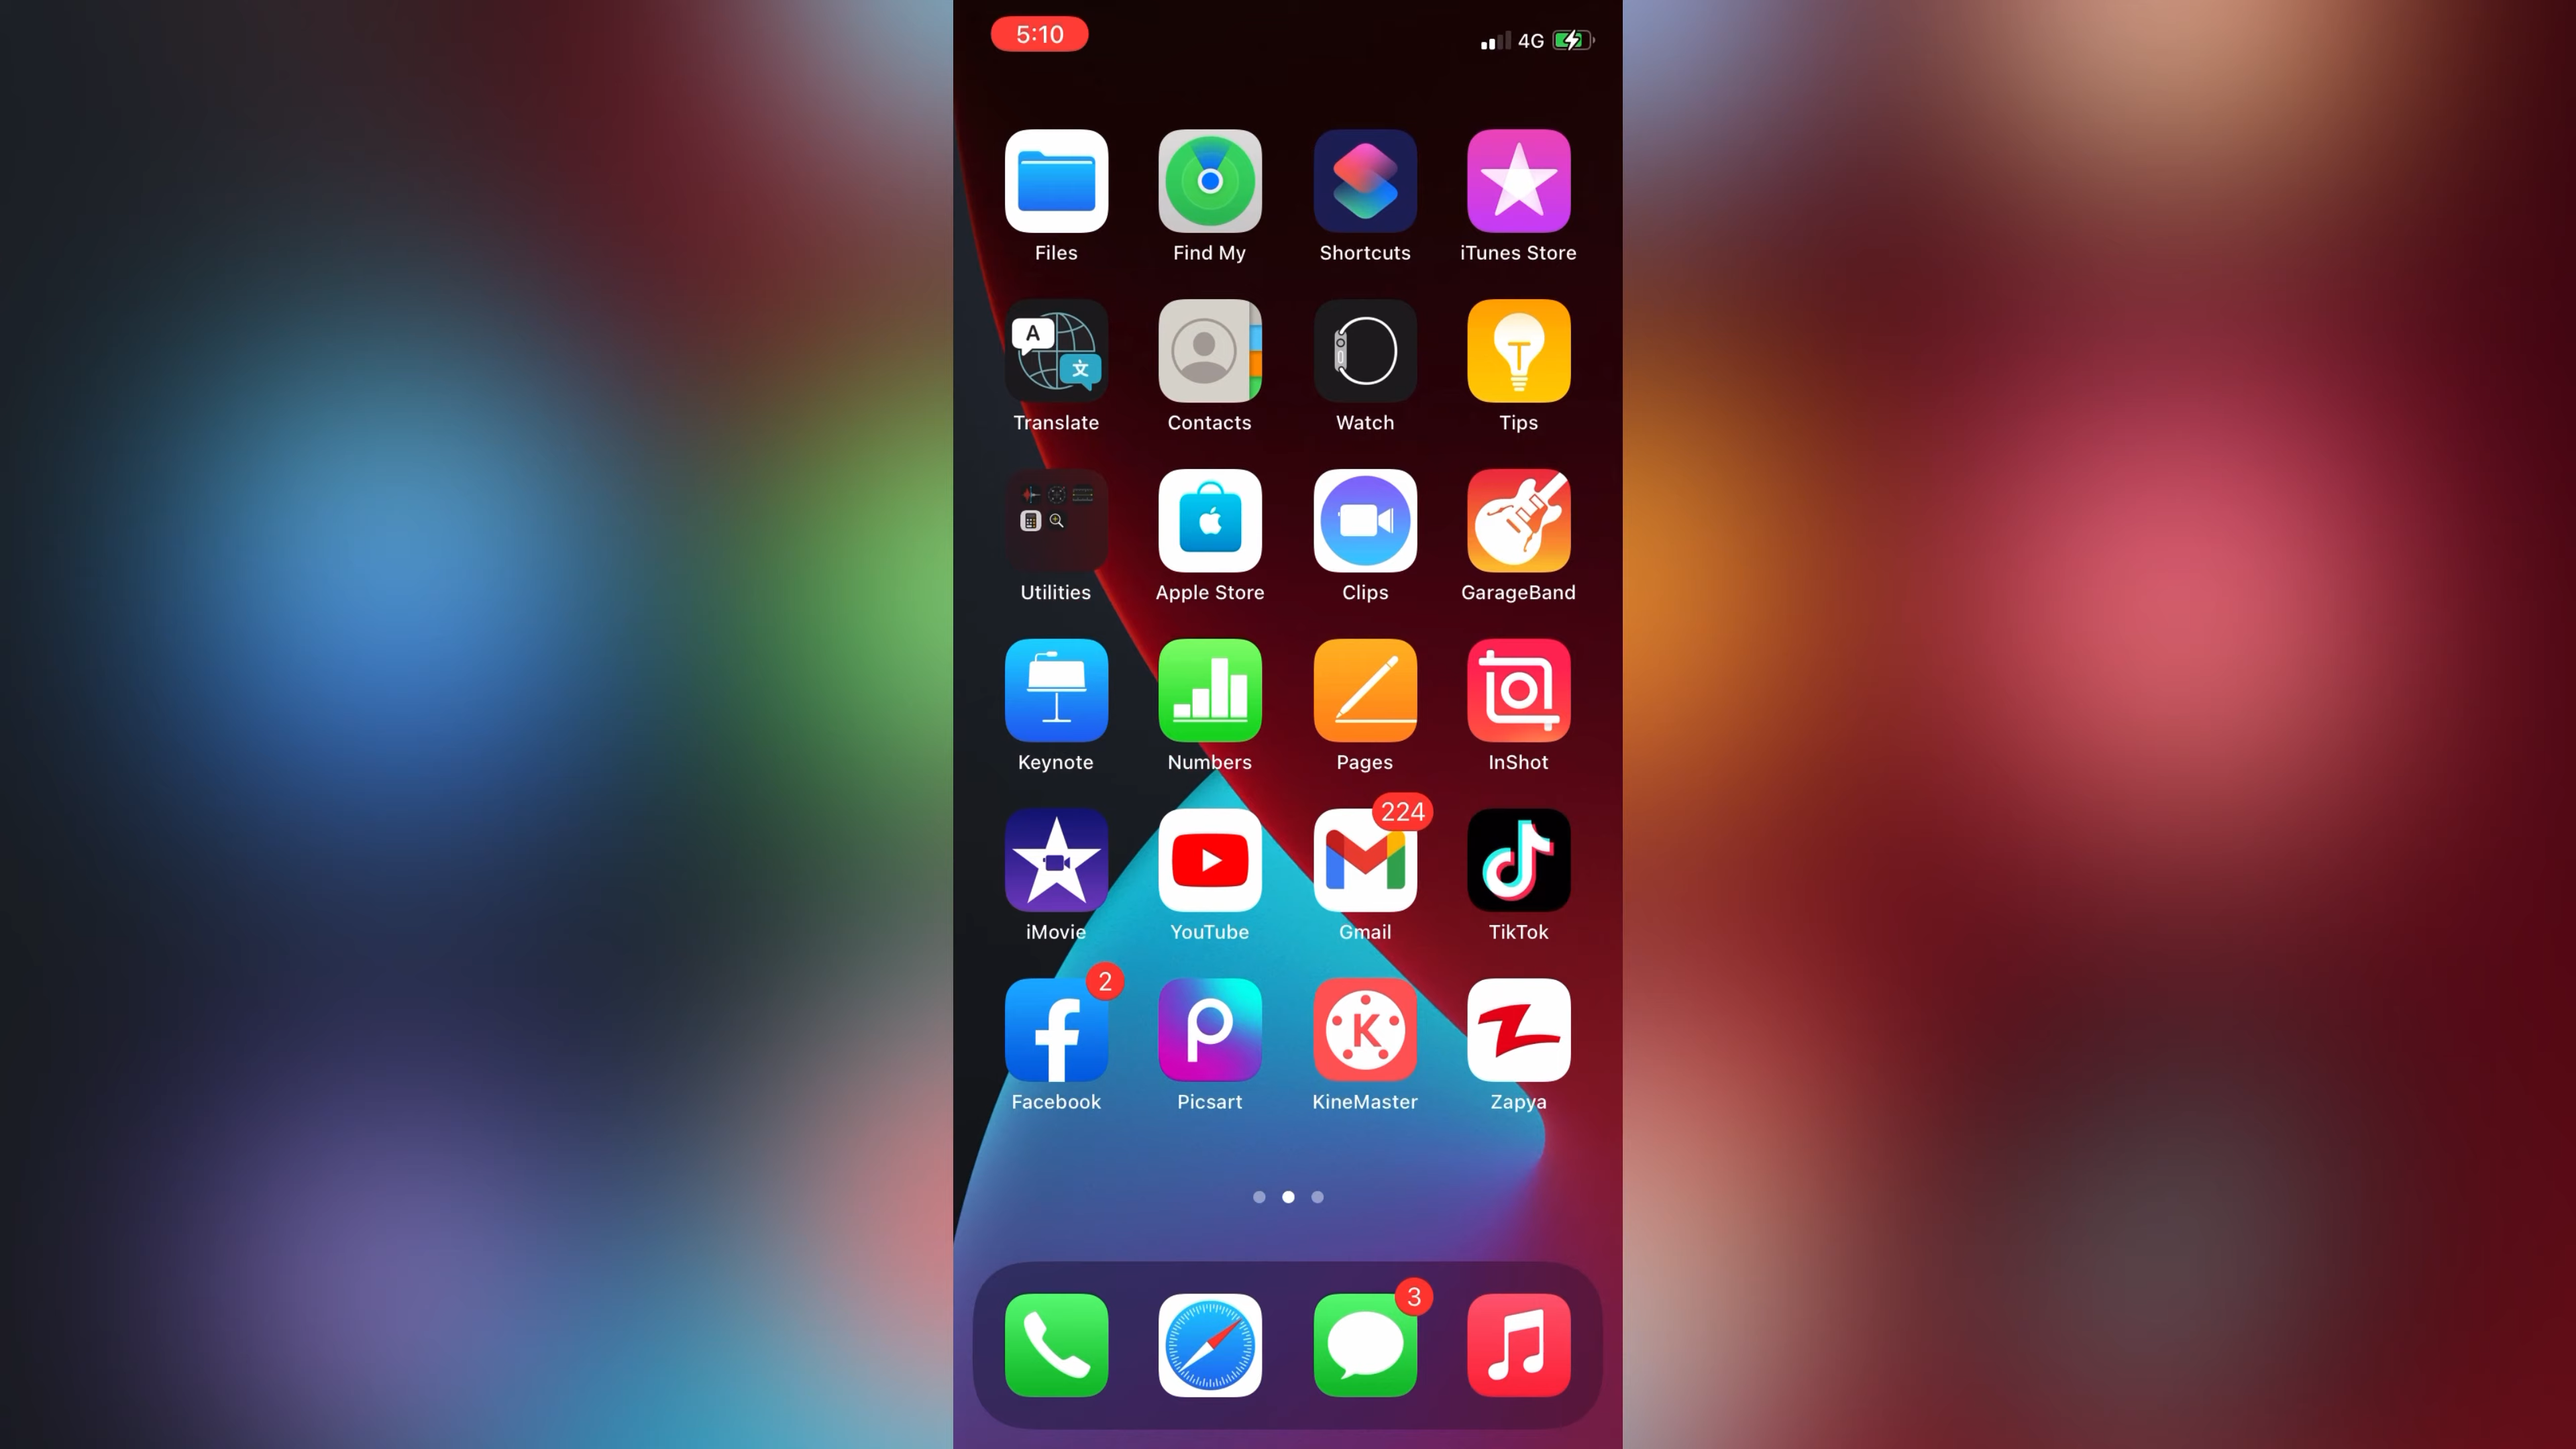 5:10
4G
Files
Find My
Shortcuts
iTunes Store
A
文
Translate
Contacts
Watch
Tips
Utilities
Apple Store
Clips
GarageBand
Keynote
Numbers
Pages
InShot
224
iMovie
YouTube
Gmail
TikTok
2
K
Facebook
Picsart
KineMaster
Zapya
3